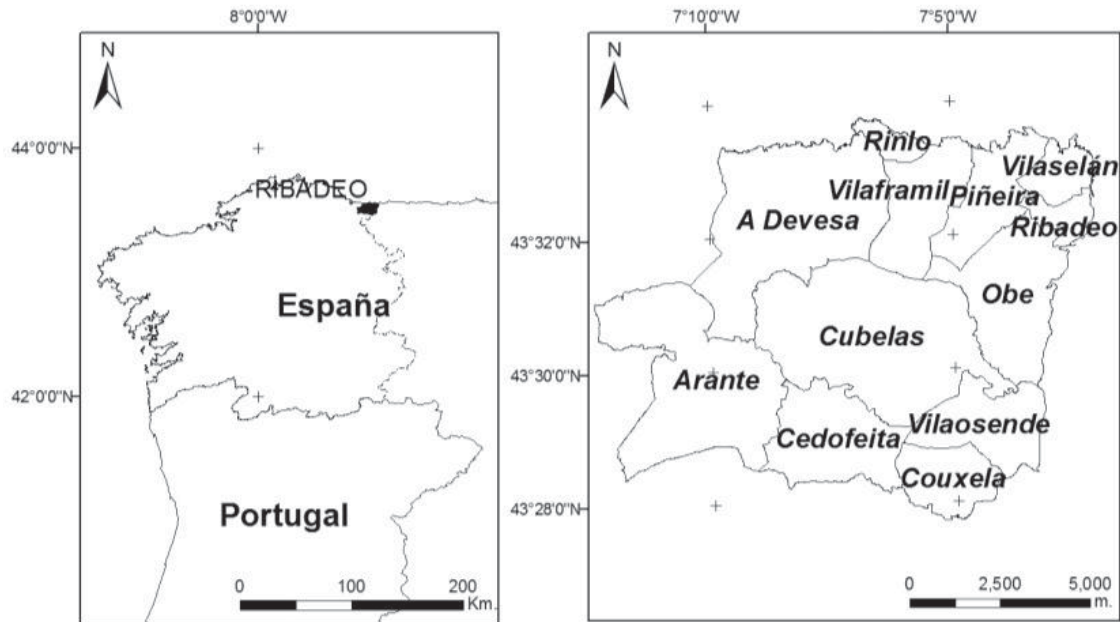 8°0'0"W
N
44°0'0"N
RIBADEO
España
42°0'0"N
Portugal
0 100 200
Km.
7°10'0"W 7°5'0"W
N
Rinlo
Vilaselán
Vilaframil
Piñeira
A Devesa
Ribadeo
43°32'0"N
Obe
Cubelas
43°30'0"N
Arante
Vilaosende
Cedofeita
Couxela
43°28'0"N
0 2,500 5,000
m.